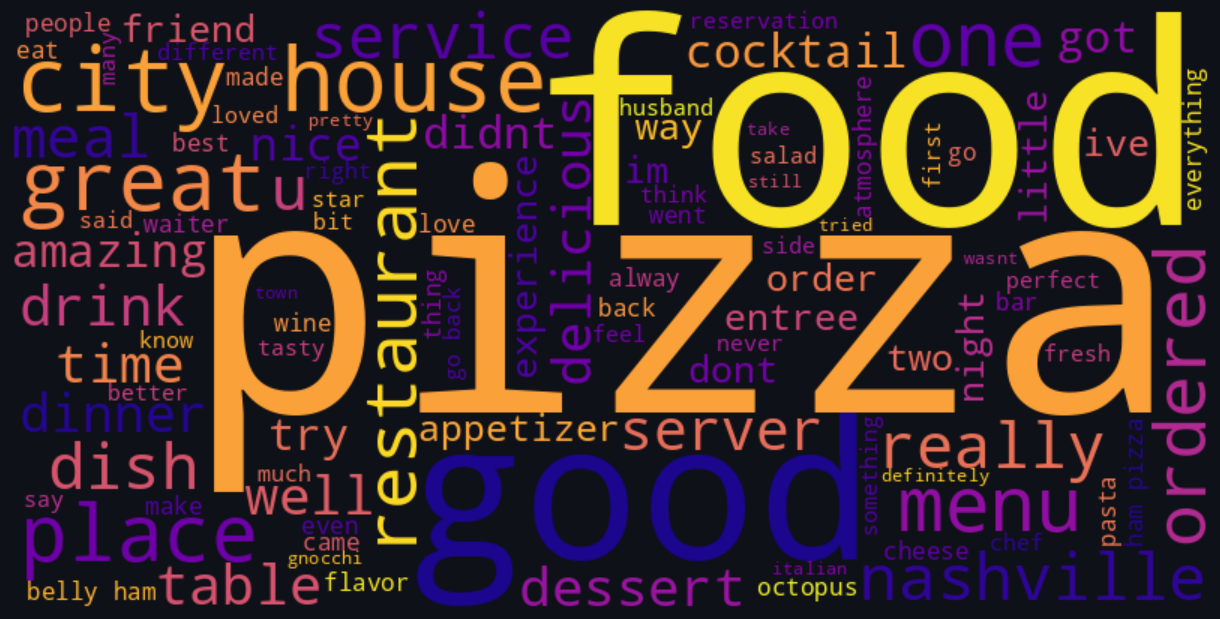 people
friend
service
reservation
eat
many
different
cocktail
one
got
city
made
house
food
everything
loved
husband
meal
best
pretty
nice
didnt
way
take
atmosphere
first
go
little
ive
salad
still
great
u
right
star
bit
restaurant
experience
delicious
im
think
went
said
waiter
love
tried
amazing
pizza
side
wasnt
ordered
drink
town
wine
tasty
thing
go back
alway
back
feel
order
entree
never
dont
perfect
bar
night
two
fresh
know
time
better
dinner
try
appetizer
server
really
dish
much
well
good
something
definitely
menu
pasta
ham pizza
say
make
place
even
came
gnocchi
cheese
chef
belly ham
table
flavor
dessert
italian
octopus
nashville